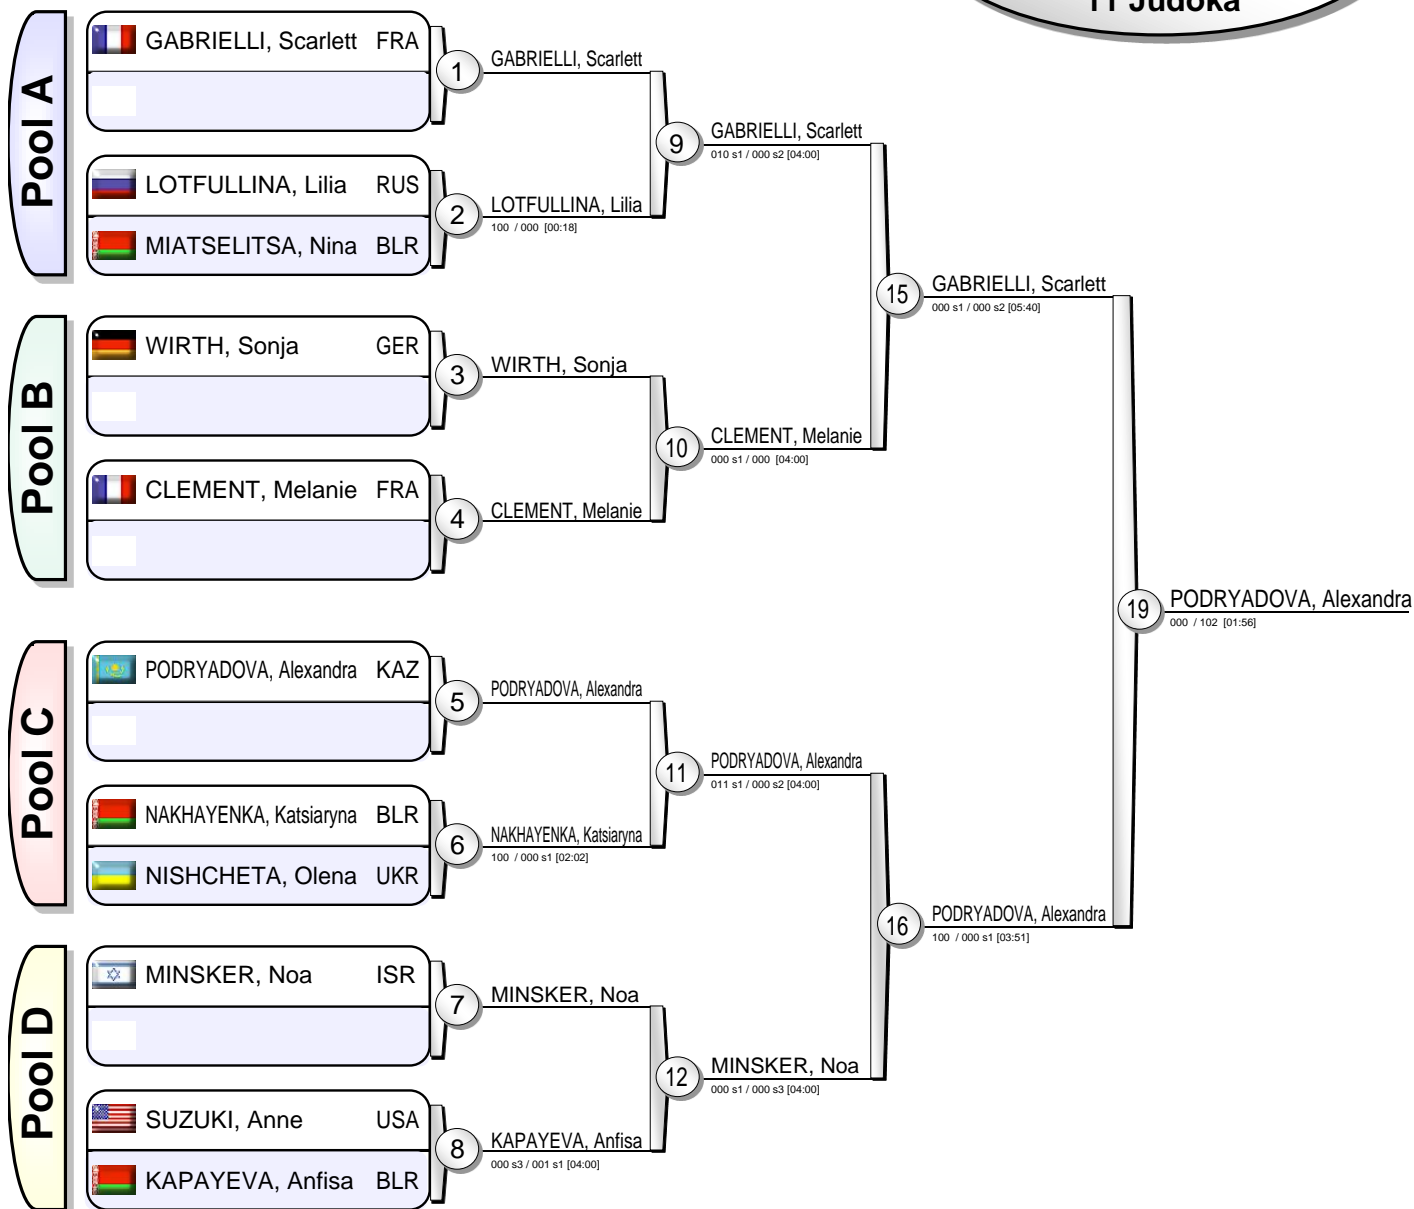 11 Judoka
Pool A
GABRIELLI, Scarlett FRA
1
GABRIELLI, Scarlett
LOTFULLINA, Lilia RUS
MIATSELITSA, Nina BLR
2
LOTFULLINA, Lilia
100 / 000 [00:18]
9
GABRIELLI, Scarlett
010 s1 / 000 s2 [04:00]
Pool B
WIRTH, Sonja GER
3
WIRTH, Sonja
CLEMENT, Melanie FRA
4
CLEMENT, Melanie
10
CLEMENT, Melanie
000 s1 / 000 [04:00]
15
GABRIELLI, Scarlett
000 s1 / 000 s2 [05:40]
Pool C
PODRYADOVA, Alexandra KAZ
5
PODRYADOVA, Alexandra
NAKHAYENKA, Katsiaryna BLR
NISHCHETA, Olena UKR
6
NAKHAYENKA, Katsiaryna
100 / 000 s1 [02:02]
11
PODRYADOVA, Alexandra
011 s1 / 000 s2 [04:00]
Pool D
MINSKER, Noa ISR
7
MINSKER, Noa
SUZUKI, Anne USA
KAPAYEVA, Anfisa BLR
8
KAPAYEVA, Anfisa
000 s3 / 001 s1 [04:00]
12
MINSKER, Noa
000 s1 / 000 s3 [04:00]
16
PODRYADOVA, Alexandra
100 / 000 s1 [03:51]
19
PODRYADOVA, Alexandra
000 / 102 [01:56]